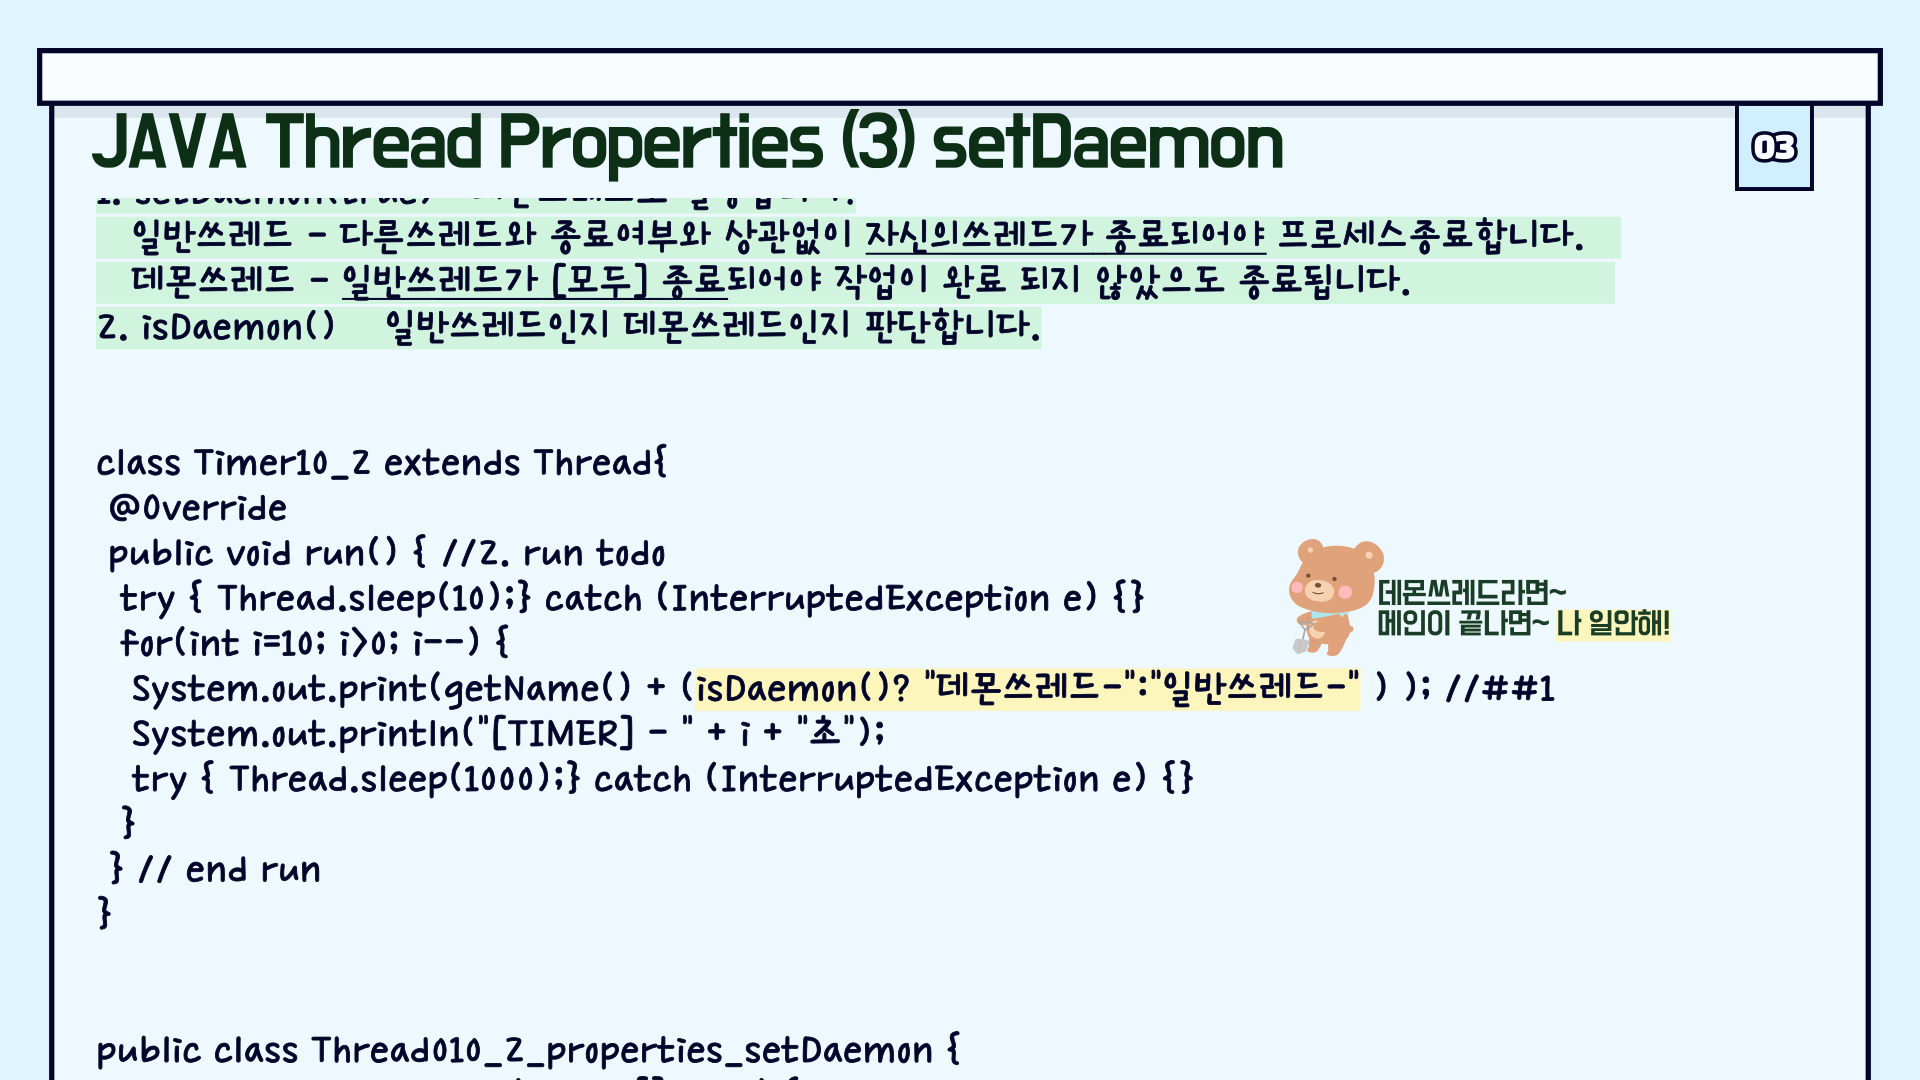 JAVA Thread Properties (3) setDaemon
03
1. setDaemon(true)
일반쓰레드 - 다른쓰레드와 종료여부와 상관없이 자신의쓰레드가 종료되어야 프로세스종료합니다.
데몬쓰레드 - 일반쓰레드가 [모두] 종료되어야 작업이 완료 되지 않았으도 종료됩니다.
2. isDaemon() 일반쓰레드인지 데몬쓰레드인지 판단합니다.
class Timer10_2 extends Thread{
@Override
public void run() { //2. run todo
try { Thread.sleep(10);} catch (InterruptedException e) {}
for(int i=10; i>0; i--) {
데몬쓰레드라면~
메인이 끝나면~ 나 일안해!
System.out.print(getName() + (isDaemon()? "데몬쓰레드-":"일반쓰레드-" ) ); //##1
System.out.println("[TIMER] - " + i + "초");
try { Thread.sleep(1000);} catch (InterruptedException e) {}
}
} // end run
}
public class Thread010_2_properties_setDaemon {